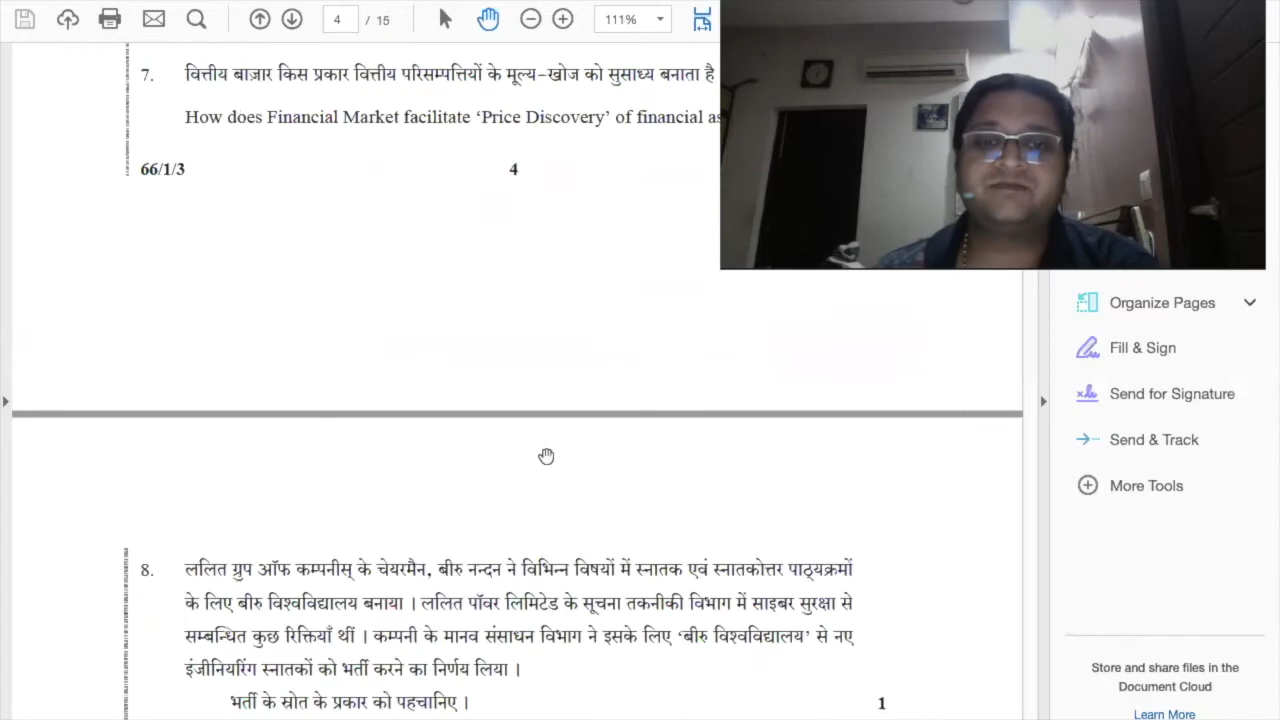 4 / 15
111%
7. वित्तीय बाज़ार किस प्रकार वित्तीय परिसम्पत्तियों के मूल्य-खोज को सुसाध्य बनाता है
How does Financial Market facilitate ‘Price Discovery’ of financial as
66/1/3 4
Organize Pages
Fill & Sign
Send for Signature
Send & Track
More Tools
8. ललित ग्रुप ऑफ कम्पनीस् के चेयरमैन, बीरु नन्दन ने विभिन्न विषयों में स्नातक एवं स्नातकोत्तर पाठ्यक्रमों
के लिए बीरु विश्वविद्यालय बनाया । ललित पॉवर लिमिटेड के सूचना तकनीकी विभाग में साइबर सुरक्षा से
सम्बन्धित कुछ रिक्तियाँ थीं । कम्पनी के मानव संसाधन विभाग ने इसके लिए ‘बीरु विश्वविद्यालय’ से नए
इंजीनियरिंग स्नातकों को भर्ती करने का निर्णय लिया ।
भर्ती के स्रोत के प्रकार को पहचानिए । 1
Store and share files in the
Document Cloud
Learn More